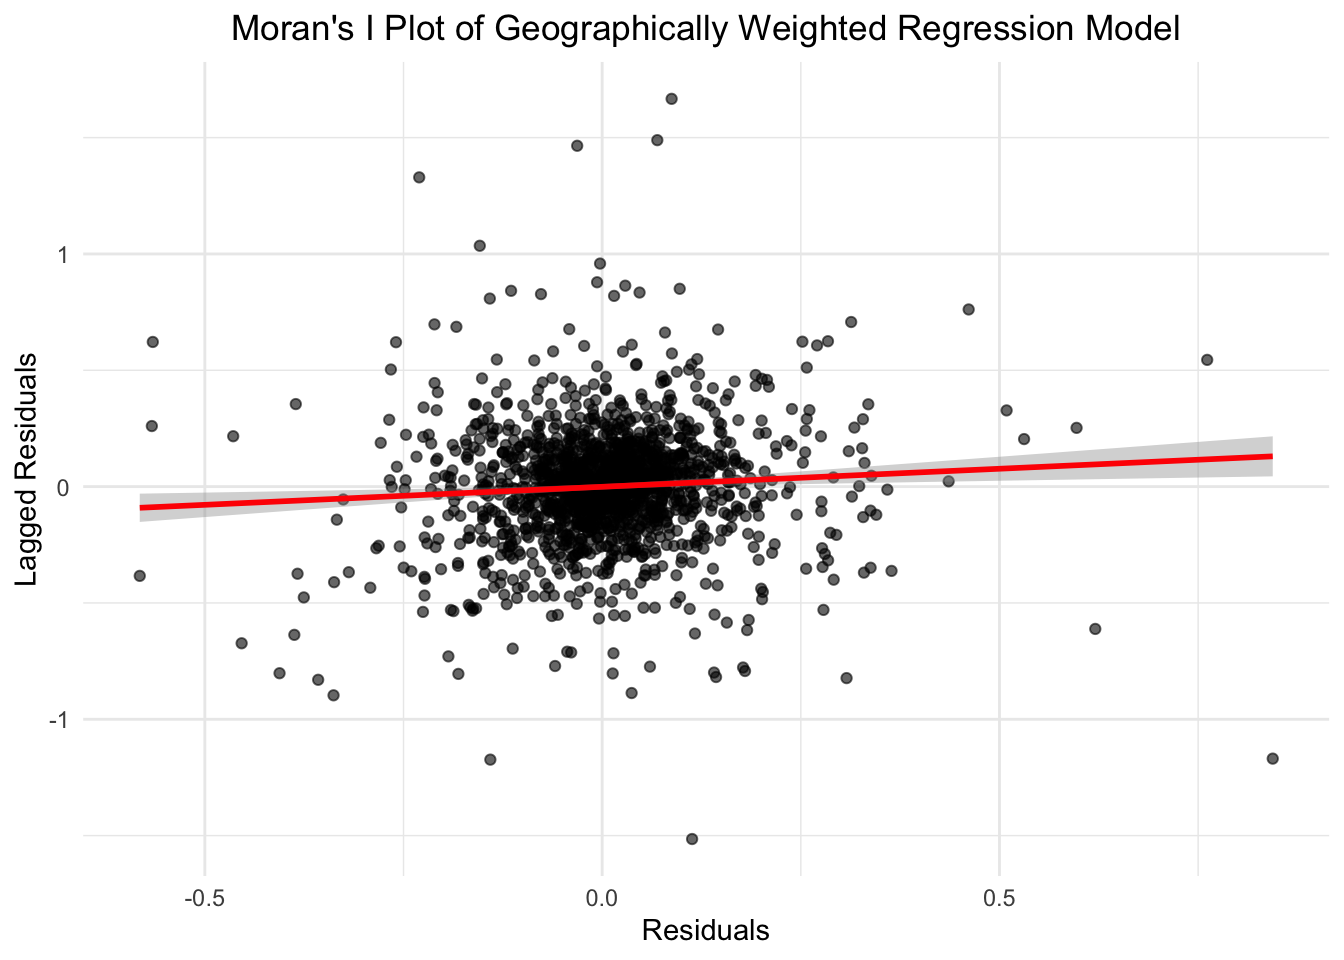 Moran's I Plot of Geographically Weighted Regression Model
1
0
-1
Lagged Residuals
-0.5 0.0 0.5
Residuals